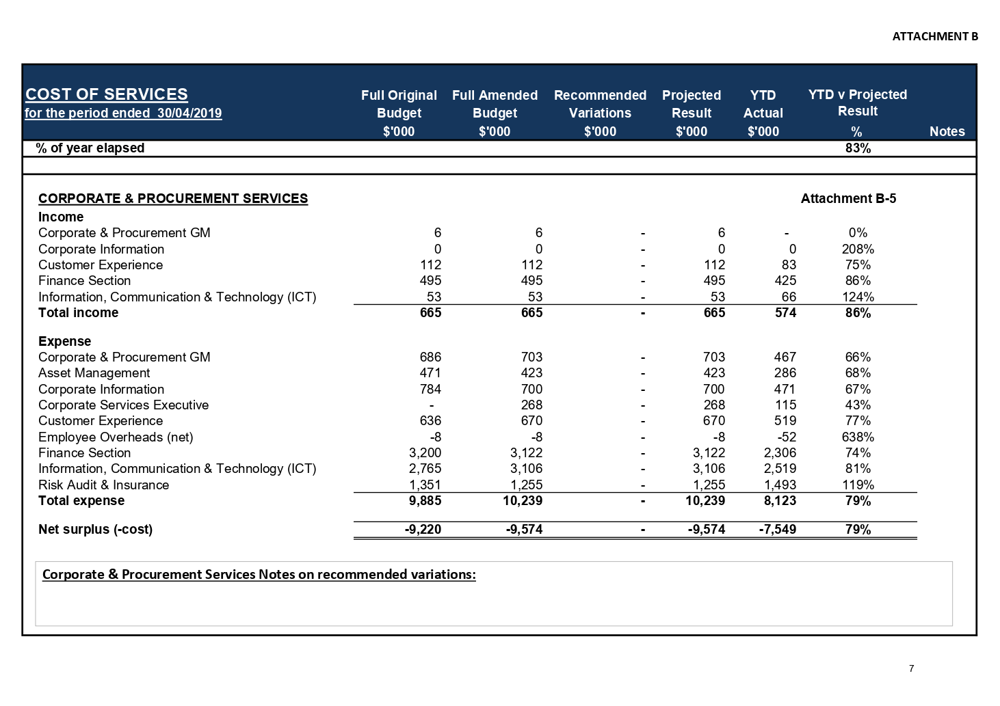 ATTACHMENT B
COST OF SERVICES Full Original Full Amended Recommended Projected YTD YTD v Projected
for the period ended 30/04/2019 Budget Budget Variations Result Actual Result
$'000 $'000 $'000 $'000 $'000 % Notes
% of year elapsed 83%
CORPORATE & PROCUREMENT SERVICES Attachment B-5
Income
Corporate & Procurement GM 6 6 - 6 - 0%
Corporate Information 0 0 - 0 0 208%
Customer Experience 112 112 - 112 83 75%
Finance Section 495 495 - 495 425 86%
Information, Communication & Technology (ICT) 53 53 - 53 66 124%
Total income 665 665 - 665 574 86%
Expense
Corporate & Procurement GM 686 703 - 703 467 66%
Asset Management 471 423 - 423 286 68%
Corporate Information 784 700 - 700 471 67%
Corporate Services Executive - 268 - 268 115 43%
Customer Experience 636 670 - 670 519 77%
Employee Overheads (net) -8 -8 - -8 -52 638%
Finance Section 3,200 3,122 - 3,122 2,306 74%
Information, Communication & Technology (ICT) 2,765 3,106 - 3,106 2,519 81%
Risk Audit & Insurance 1,351 1,255 - 1,255 1,493 119%
Total expense 9,885 10,239 - 10,239 8,123 79%
Net surplus (-cost) -9,220 -9,574 - -9,574 -7,549 79%
Corporate & Procurement Services Notes on recommended variations:
7